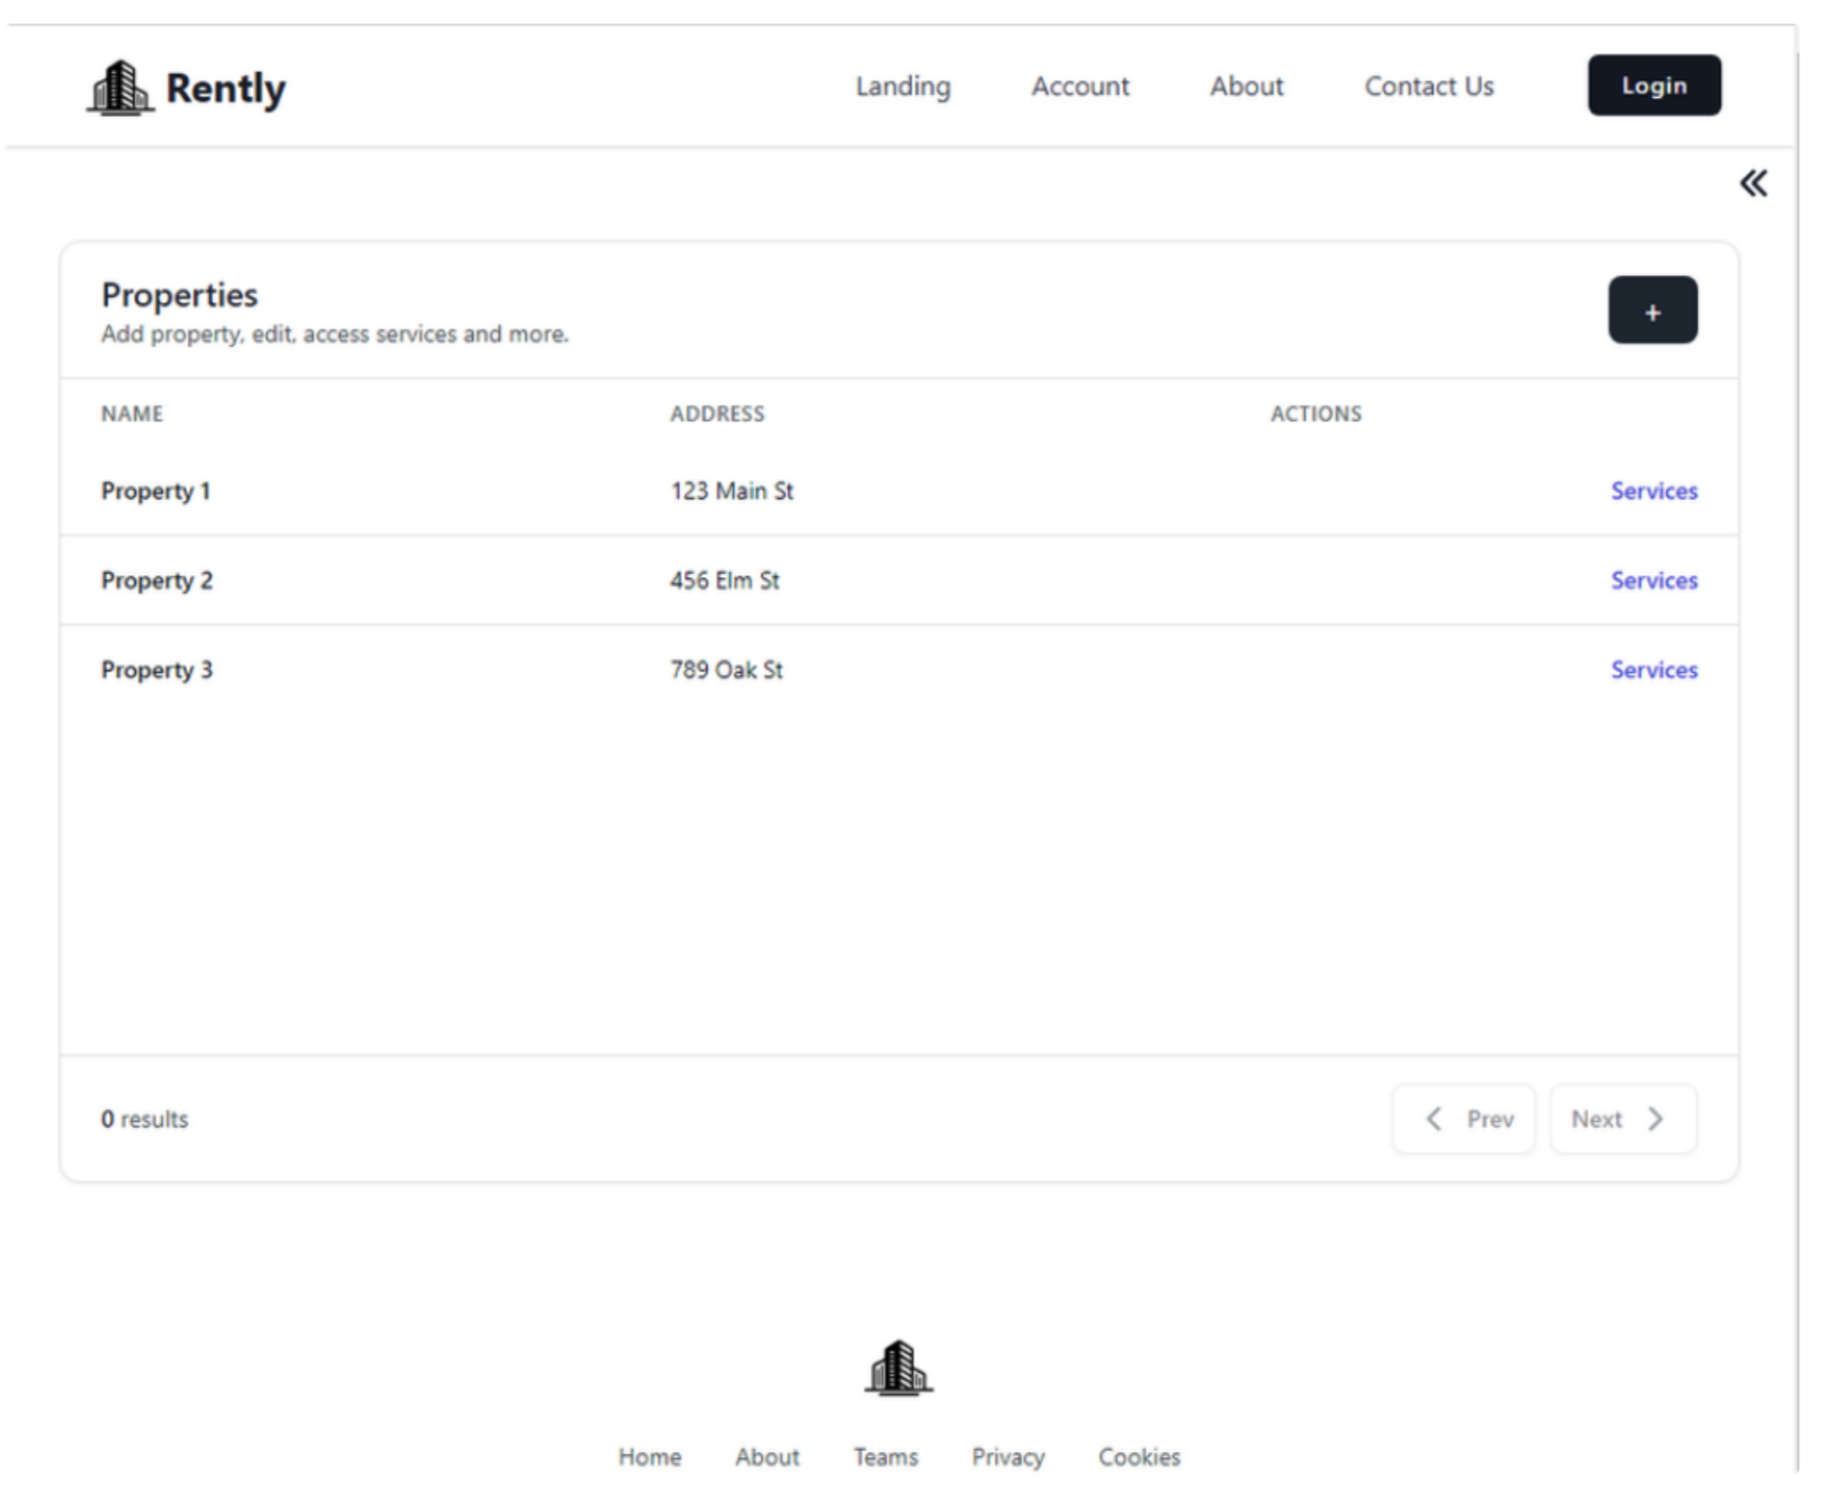 Rently Landing Account About Contact Us Login
Properties
+
Add property, edit, access services and more.
NAME ADDRESS ACTIONS
Property 1 123 Main St Services
Property 2 456 Elm St Services
Property 3 789 Oak St Services
0 results Prev Next
Home About Teams Privacy Cookies